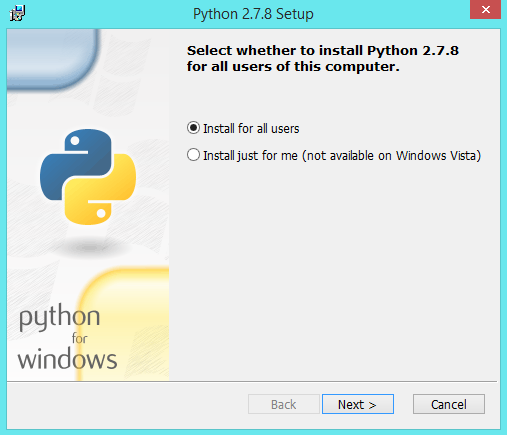 Python 2.7.8 Setup
Select whether to install Python 2.7.8
for all users of this computer.
Install for all users
Install just for me (not available on Windows Vista)
python
for
windows
Back
Next >
Cancel